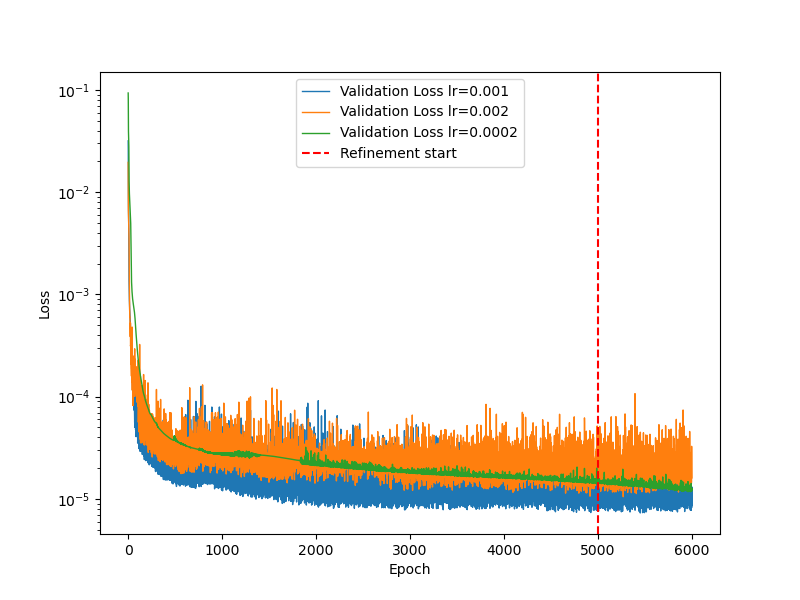 Validation Loss lr=0.001
Validation Loss lr=0.002
Validation Loss lr=0.0002
Refinement start
Loss
10⁻¹
10⁻²
10⁻³
10⁻⁴
10⁻⁵
0 1000 2000 3000 4000 5000 6000
Epoch